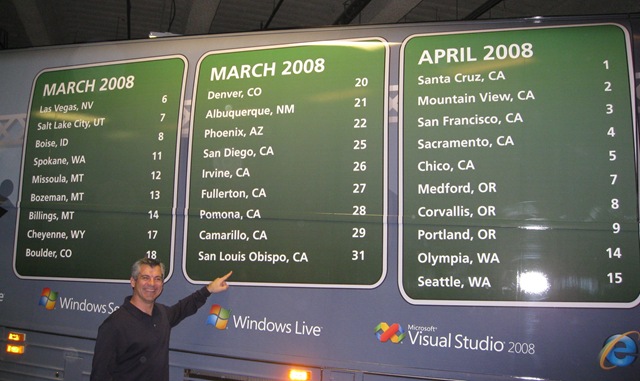 MARCH 2008
Las Vegas, NV 6
Salt Lake City, UT 7
Boise, ID 8
Spokane, WA 11
Missoula, MT 12
Bozeman, MT 13
Billings, MT 14
Cheyenne, WY 17
Boulder, CO 18
MARCH 2008
Denver, CO 20
Albuquerque, NM 21
Phoenix, AZ 22
San Diego, CA 25
Irvine, CA 26
Fullerton, CA 27
Pomona, CA 28
Camarillo, CA 29
San Louis Obispo, CA 31
APRIL 2008
Santa Cruz, CA 1
Mountain View, CA 2
San Francisco, CA 3
Sacramento, CA 4
Chico, CA 5
Medford, OR 7
Corvallis, OR 8
Portland, OR 9
Olympia, WA 14
Seattle, WA 15
Windows Se
Windows Live
Microsoft
Visual Studio 2008